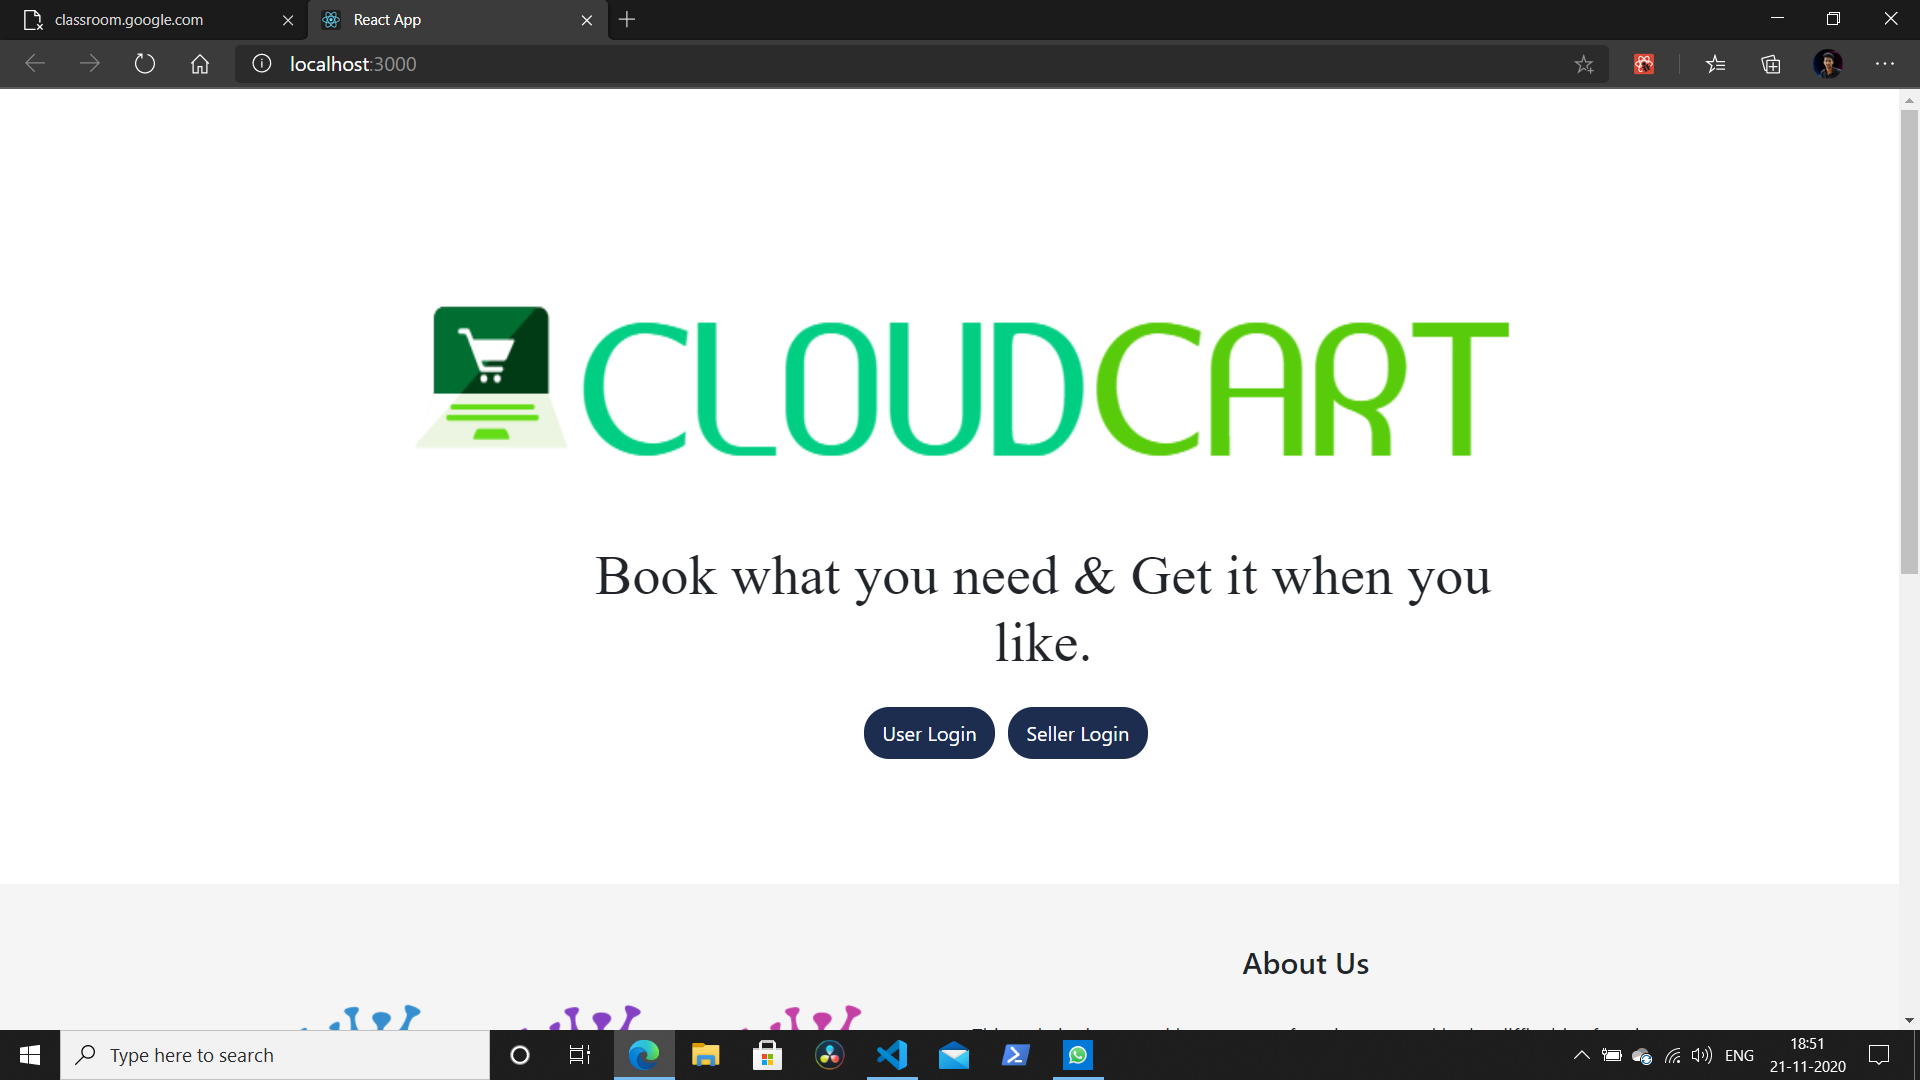 classroom.google.com
React App
localhost:3000
CLOUDCART
Book what you need & Get it when you
like.
User Login
Seller Login
About Us
Type here to search
ENG
18:51
21-11-2020